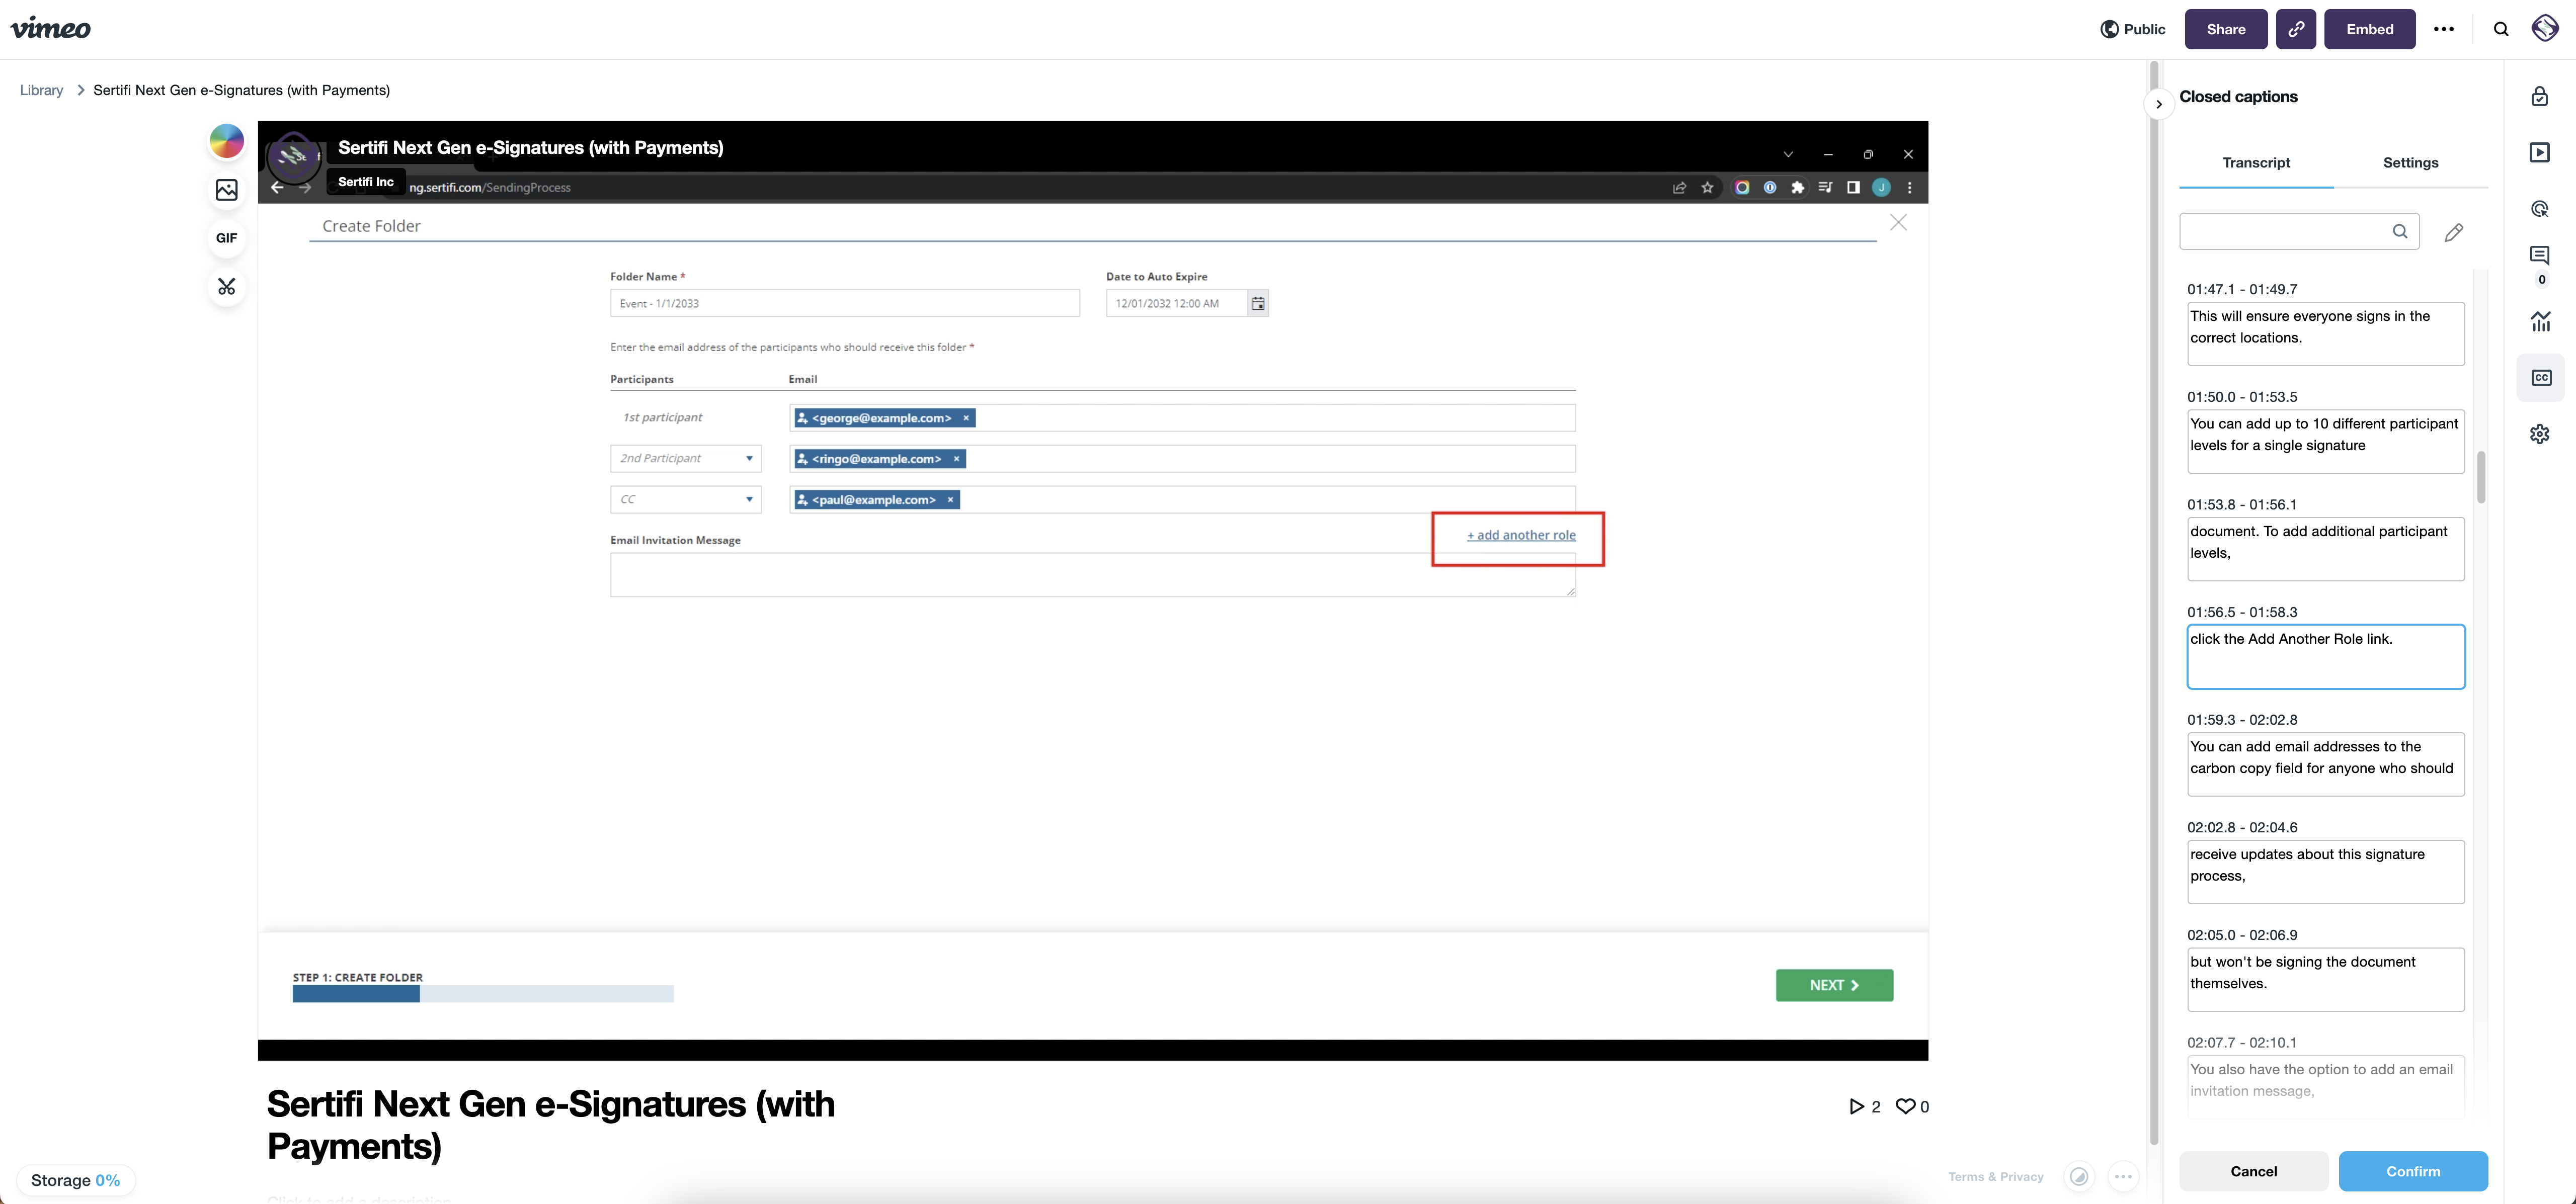 vimeo
Public
Share
Embed
Library
Sertifi Next Gen e-Signatures (with Payments)
GIF
Sertifi Next Gen e-Signatures (with Payments)
Sertifi Inc
ng.sertifi.com/SendingProcess
J
Create Folder
Folder Name *
Date to Auto Expire
Event - 1/1/2033
12/01/2032 12:00 AM
Enter the email address of the participants who should receive this folder *
Participants
Email
1st participant
<george@example.com> ×
2nd Participant
<ringo@example.com> ×
CC
<paul@example.com> ×
+ add another role
Email Invitation Message
STEP 1: CREATE FOLDER
NEXT
Sertifi Next Gen e-Signatures (with
Payments)
2
0
Click to add a description
Storage 0%
Terms & Privacy
Closed captions
Transcript
Settings
01:47.1 - 01:49.7
This will ensure everyone signs in the
correct locations.
01:50.0 - 01:53.5
You can add up to 10 different participant
levels for a single signature
01:53.8 - 01:56.1
document. To add additional participant
levels,
01:56.5 - 01:58.3
click the Add Another Role link.
01:59.3 - 02:02.8
You can add email addresses to the
carbon copy field for anyone who should
02:02.8 - 02:04.6
receive updates about this signature
process,
02:05.0 - 02:06.9
but won't be signing the document
themselves.
02:07.7 - 02:10.1
You also have the option to add an email
invitation message,
Cancel
Confirm
0
CC